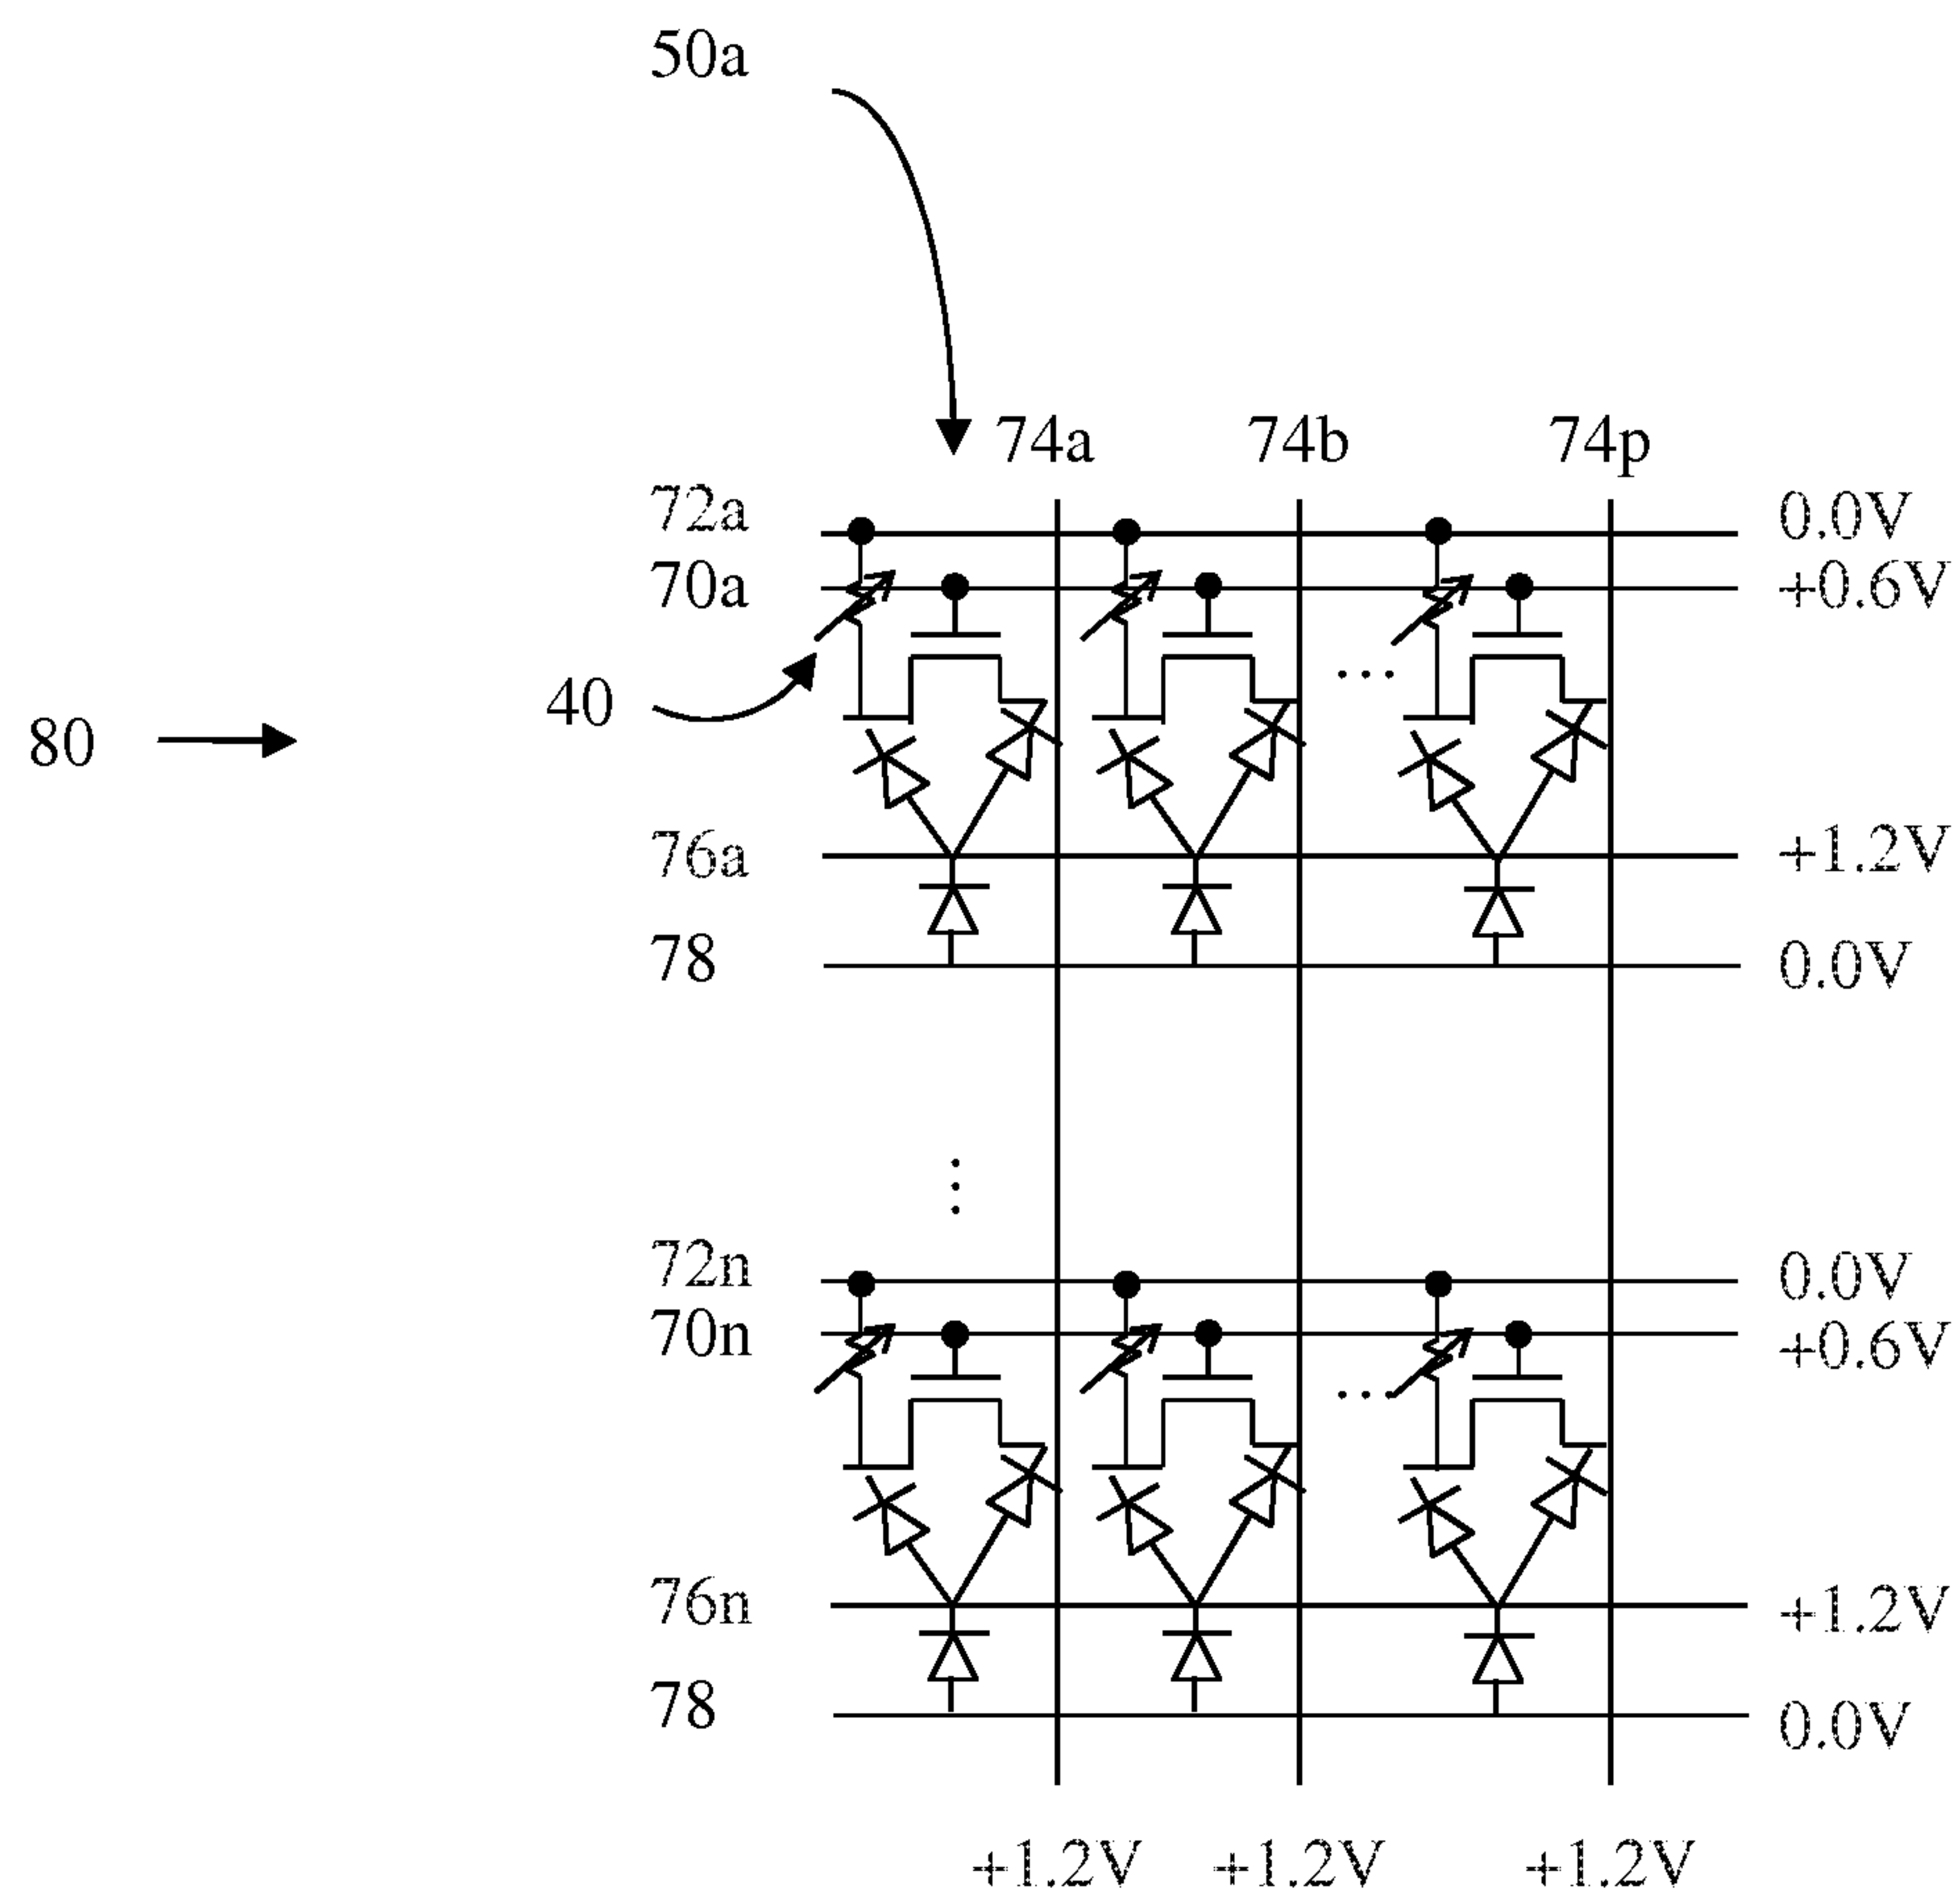 50a
74a 74b 74p
72a 0.0V
70a +0.6V
...
40
80
76a +1.2V
78 0.0V
72n 0.0V
70n +0.6V
...
76n +1.2V
78 0.0V
+1.2V +1.2V +1.2V